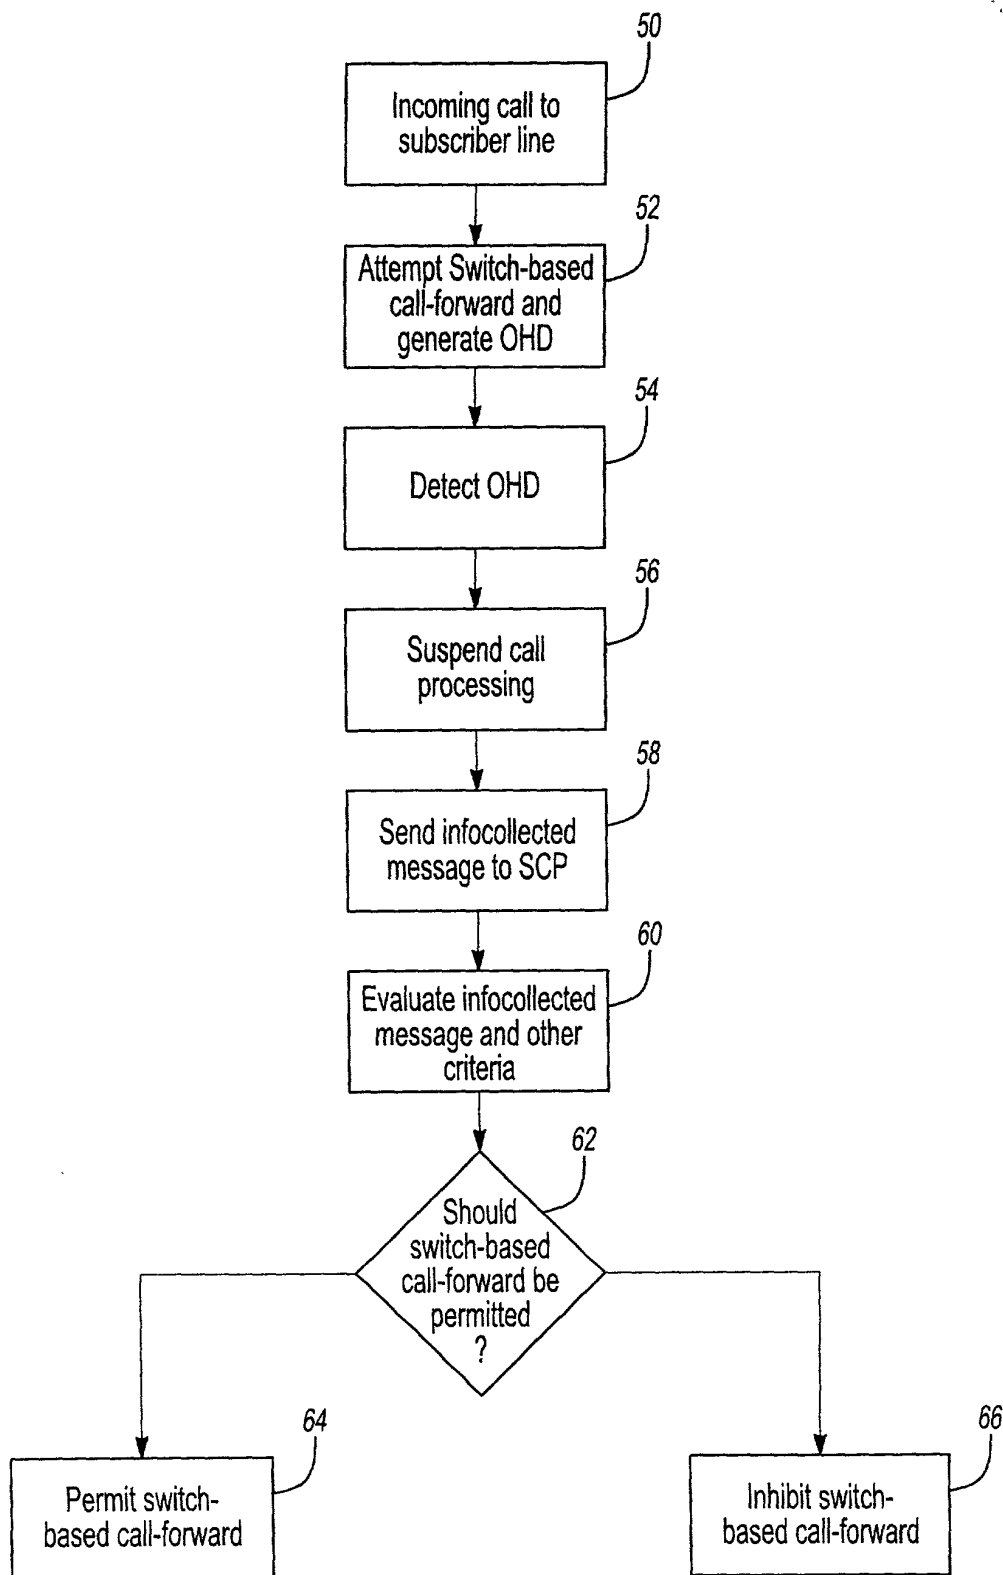 50
Incoming call to
subscriber line
52
Attempt Switch-based
call-forward and
generate OHD
54
Detect OHD
56
Suspend call
processing
58
Send infocollected
message to SCP
60
Evaluate infocollected
message and other
criteria
62
Should
switch-based
call-forward be
permitted
?
64
Permit switch-
based call-forward
66
Inhibit switch-
based call-forward